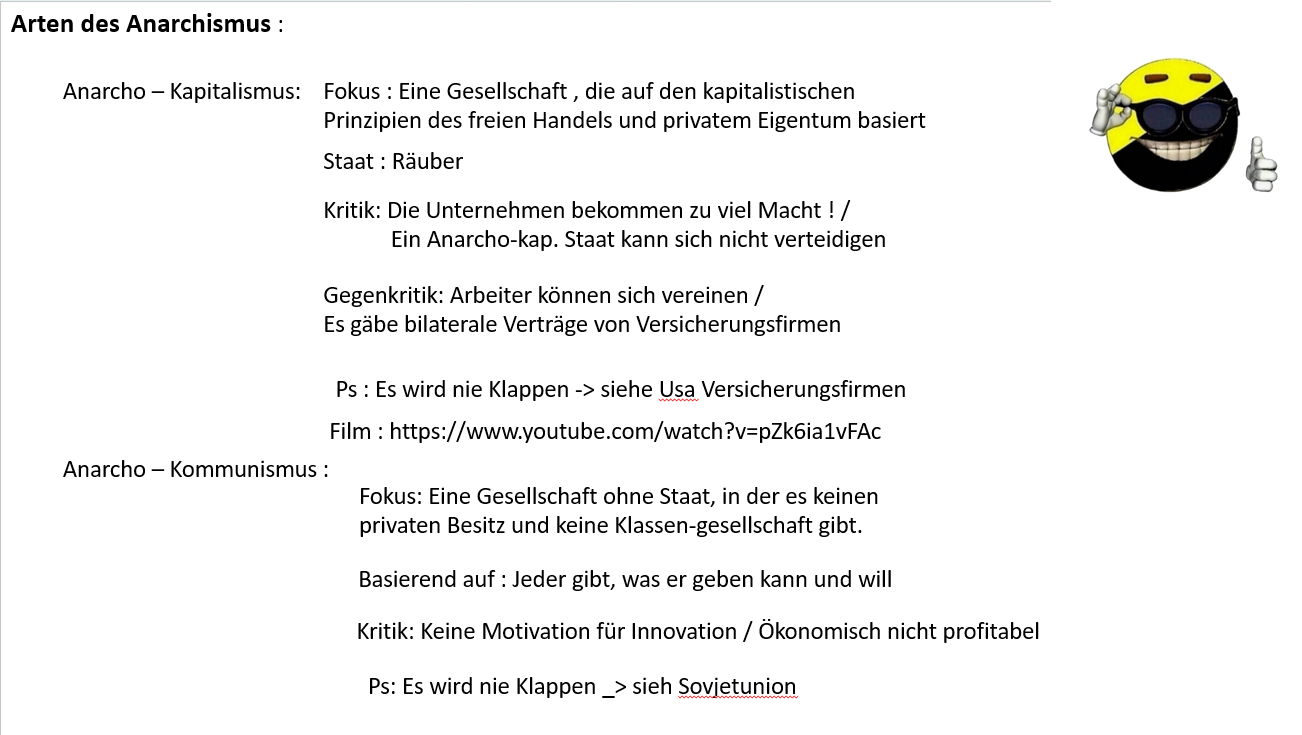 Arten des Anarchismus :
Anarcho – Kapitalismus: Fokus : Eine Gesellschaft , die auf den kapitalistischen
Prinzipien des freien Handels und privatem Eigentum basiert
Staat : Räuber
Kritik: Die Unternehmen bekommen zu viel Macht ! /
Ein Anarcho-kap. Staat kann sich nicht verteidigen
Gegenkritik: Arbeiter können sich vereinen /
Es gäbe bilaterale Verträge von Versicherungsfirmen
Ps : Es wird nie Klappen -> siehe Usa Versicherungsfirmen
Film : https://www.youtube.com/watch?v=pZk6ia1vFAc
Anarcho – Kommunismus :
Fokus: Eine Gesellschaft ohne Staat, in der es keinen
privaten Besitz und keine Klassen-gesellschaft gibt.
Basierend auf : Jeder gibt, was er geben kann und will
Kritik: Keine Motivation für Innovation / Ökonomisch nicht profitabel
Ps: Es wird nie Klappen _> sieh Sovjetunion